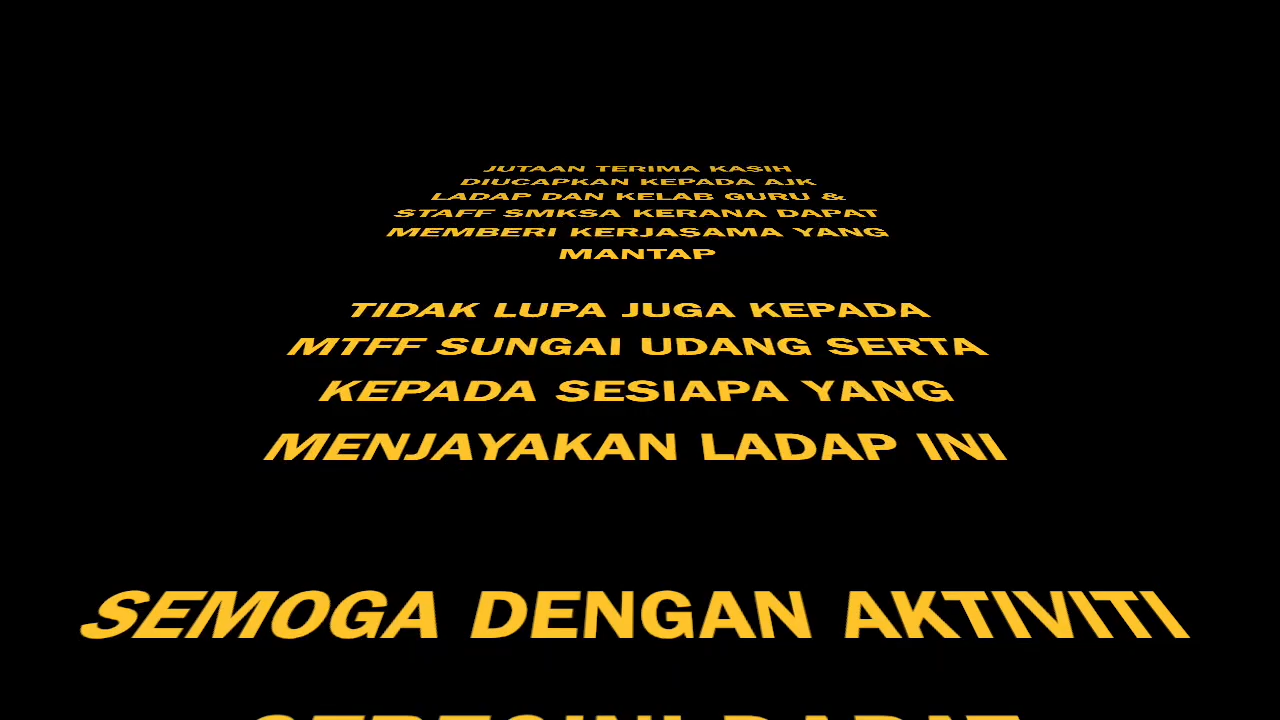 JUTAAN TERIMA KASIH
DIUCAPKAN KEPADA AJK
LADAP DAN KELAB GURU &
STAFF SMKSA KERANA DAPAT
MEMBERI KERJASAMA YANG
MANTAP
TIDAK LUPA JUGA KEPADA
MTFF SUNGAI UDANG SERTA
KEPADA SESIAPA YANG
MENJAYAKAN LADAP INI
SEMOGA DENGAN AKTIVITI